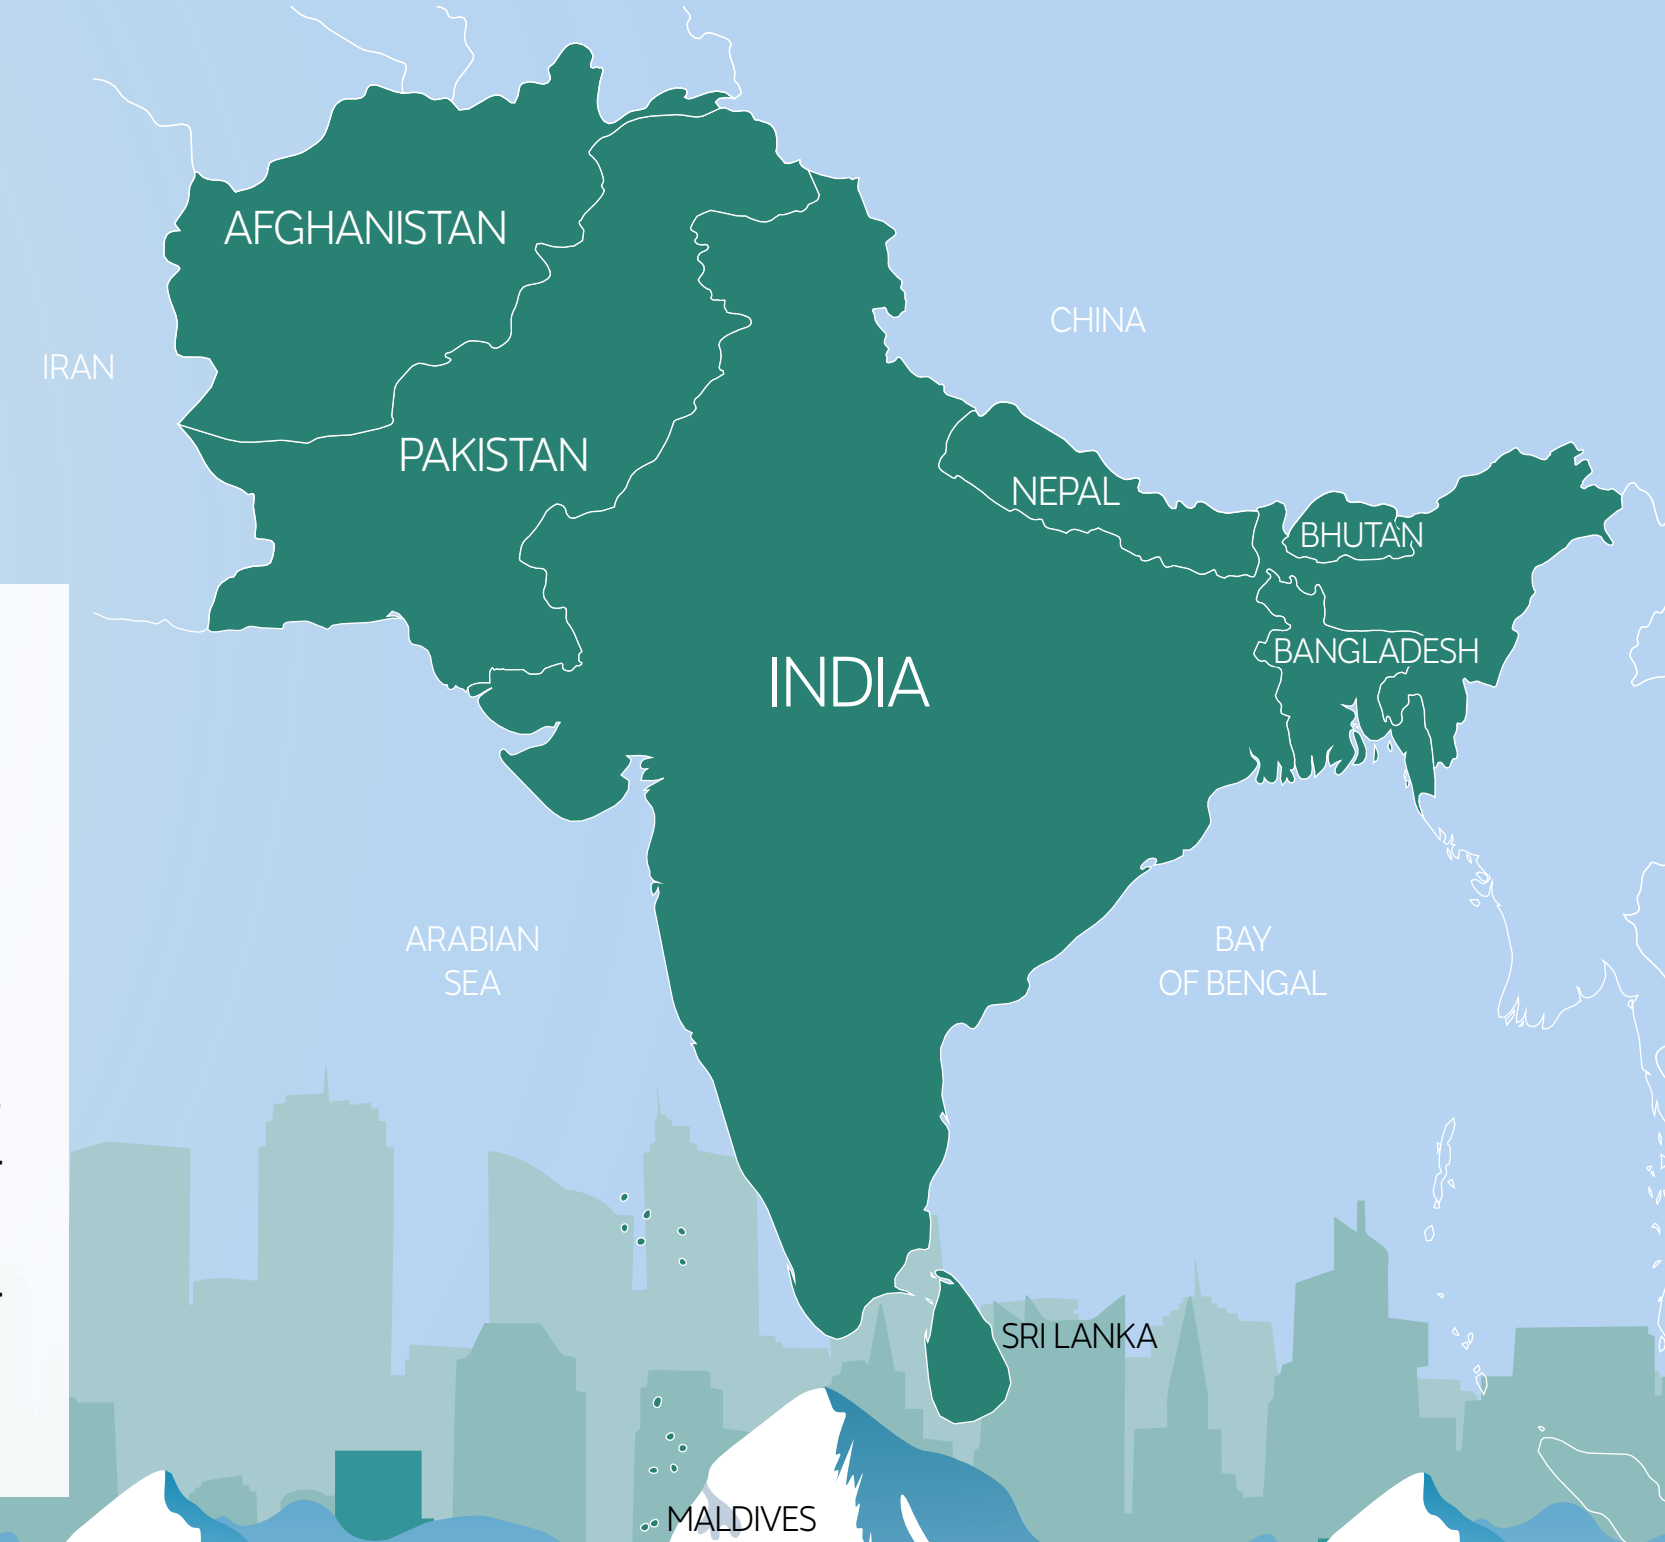 AFGHANISTAN
CHINA
IRAN
PAKISTAN
NEPAL
BHUTAN
BANGLADESH
INDIA
ARABIAN
SEA
BAY
OF BENGAL
SRI LANKA
MALDIVES